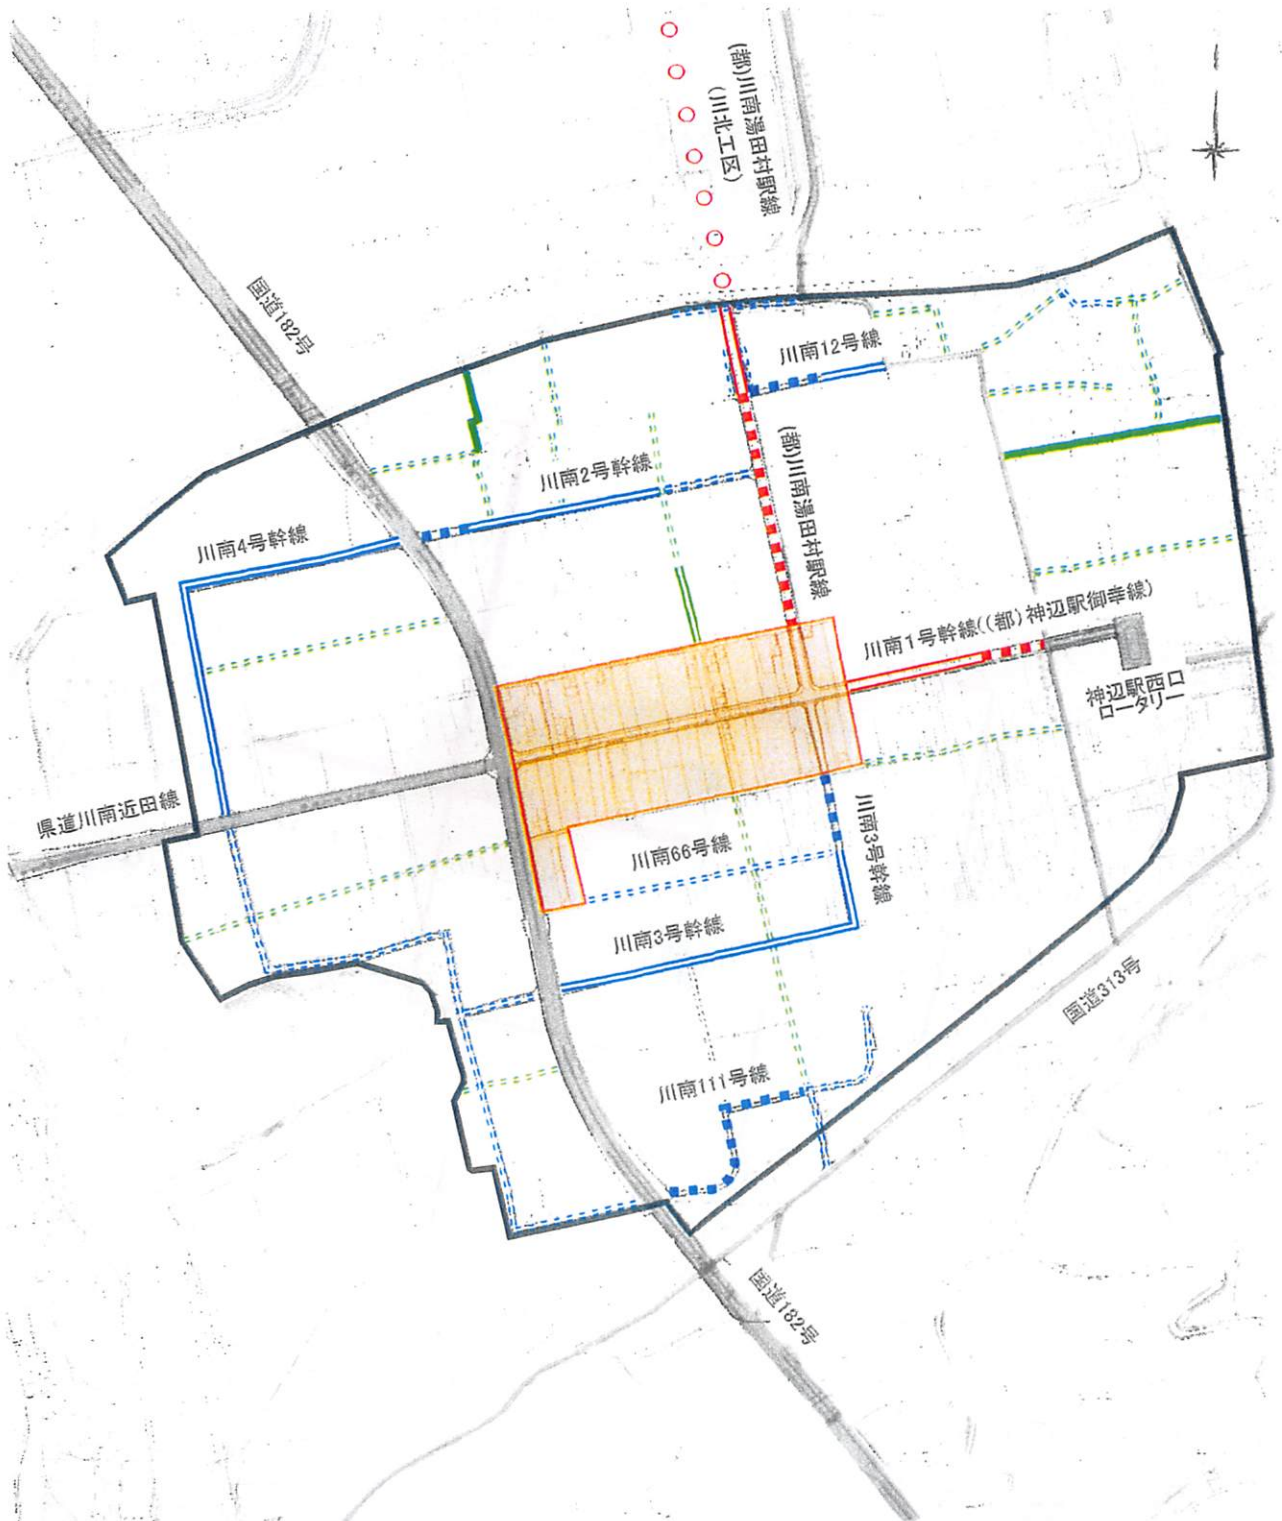 (都)川南湯田村駅線
(川北工区)
国道182号
川南12号線
川南2号幹線
(都)川南湯田村駅線
川南4号幹線
川南1号幹線((都)神辺駅御幸線)
神辺駅西口
ロータリー
県道川南近田線
川南66号線
川南3号幹線
川南3号幹線
国道313号
川南111号線
国道182号